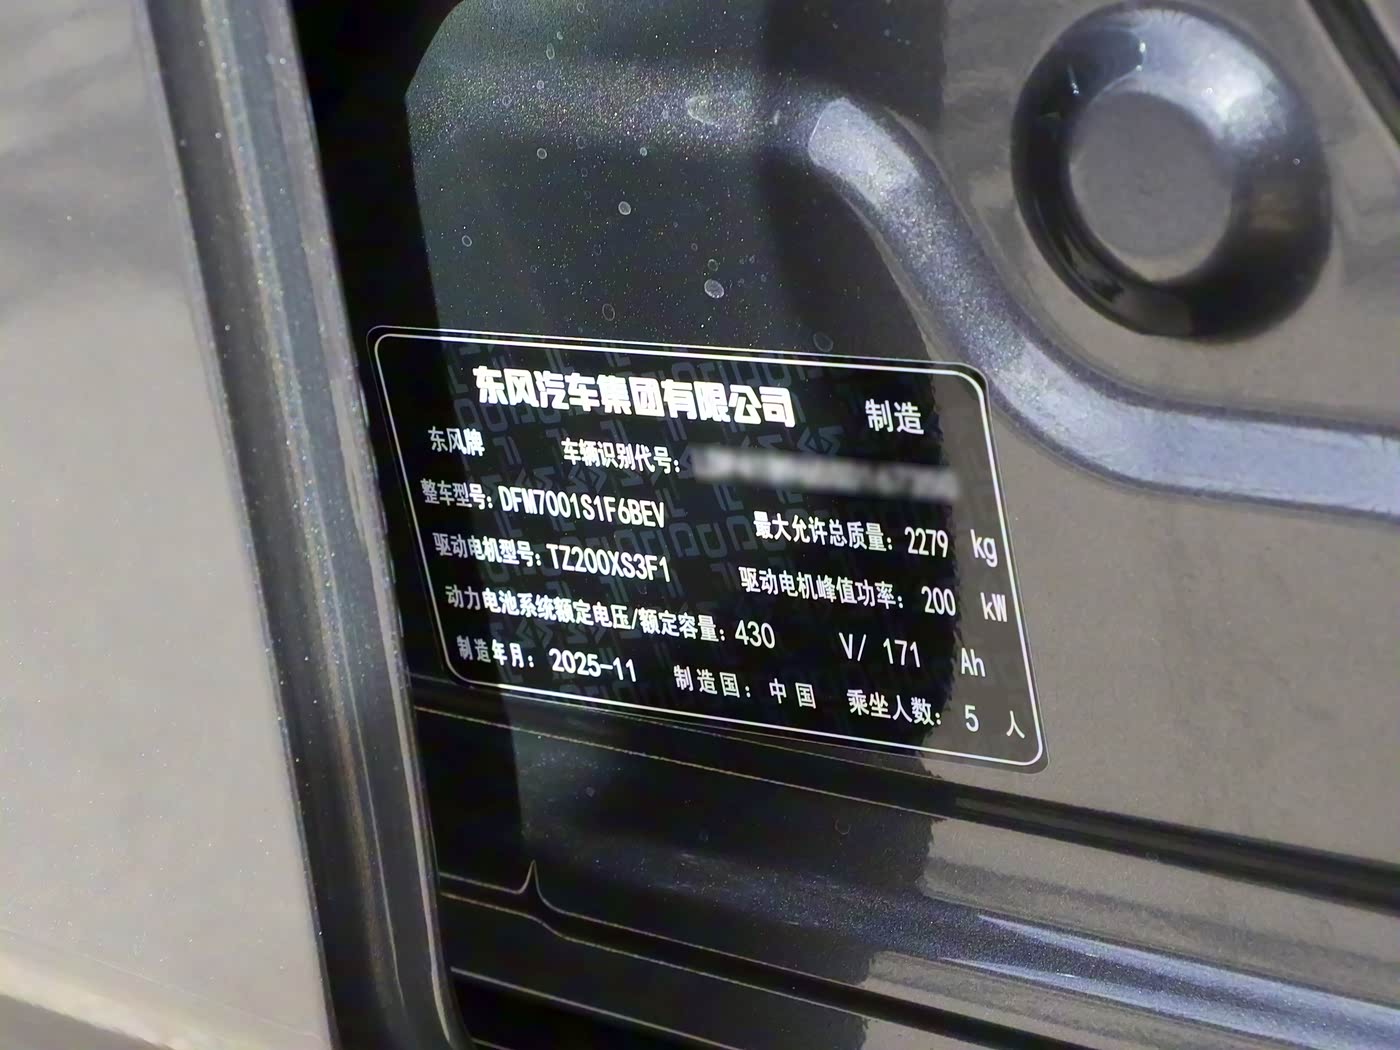 东风汽车集团有限公司 制造
东风牌 车辆识别代号：
整车型号：DFM7001S1F6BEV 最大允许总质量：2279 kg
驱动电机型号：TZ200XS3F1 驱动电机峰值功率：200 kW
动力电池系统额定电压/额定容量：430 V/ 171 Ah
制造年月：2025-11 制造国：中国 乘坐人数：5 人